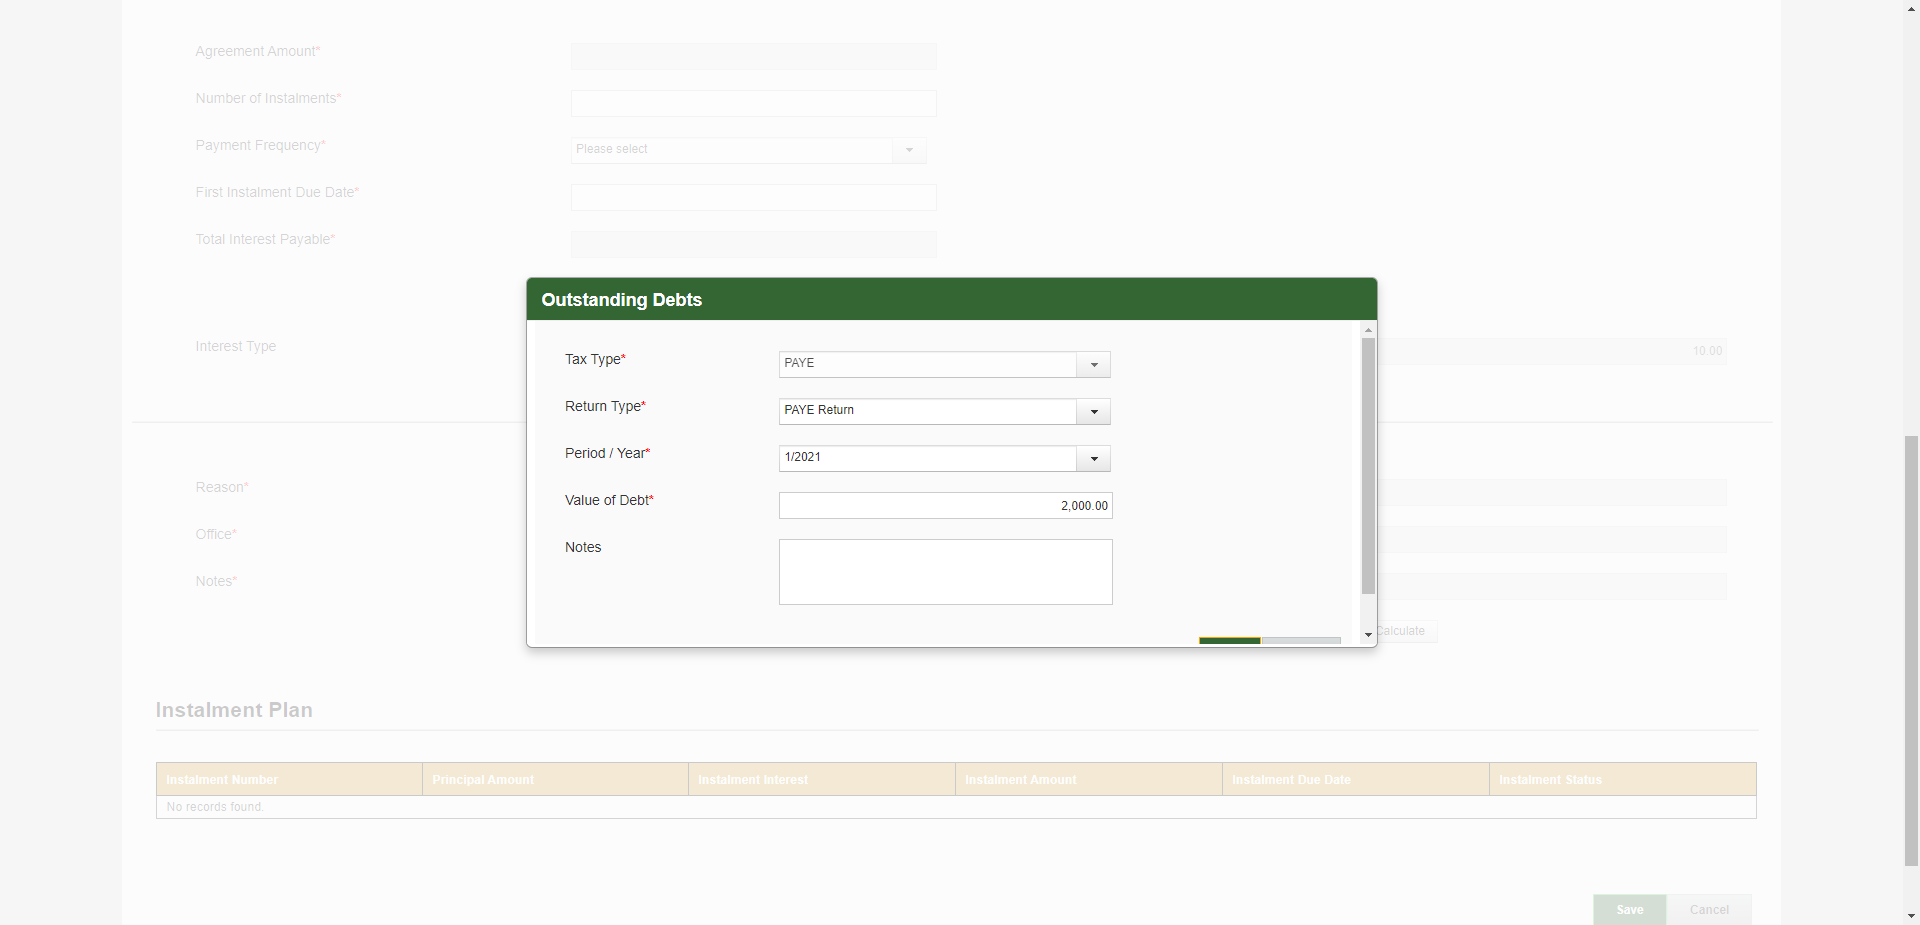 Agreement Amount*
Number of Instalments*
Payment Frequency*
Please select
First Instalment Due Date*
Total Interest Payable*
Outstanding Debts
Tax Type*
PAYE
Return Type*
PAYE Return
Period / Year*
1/2021
Value of Debt*
2,000.00
Notes
Interest Type
10.00
Reason*
Office*
Notes*
Calculate
Instalment Plan
Instalment Number Principal Amount Instalment Interest Instalment Amount Instalment Due Date Instalment Status
No records found.
Save Cancel